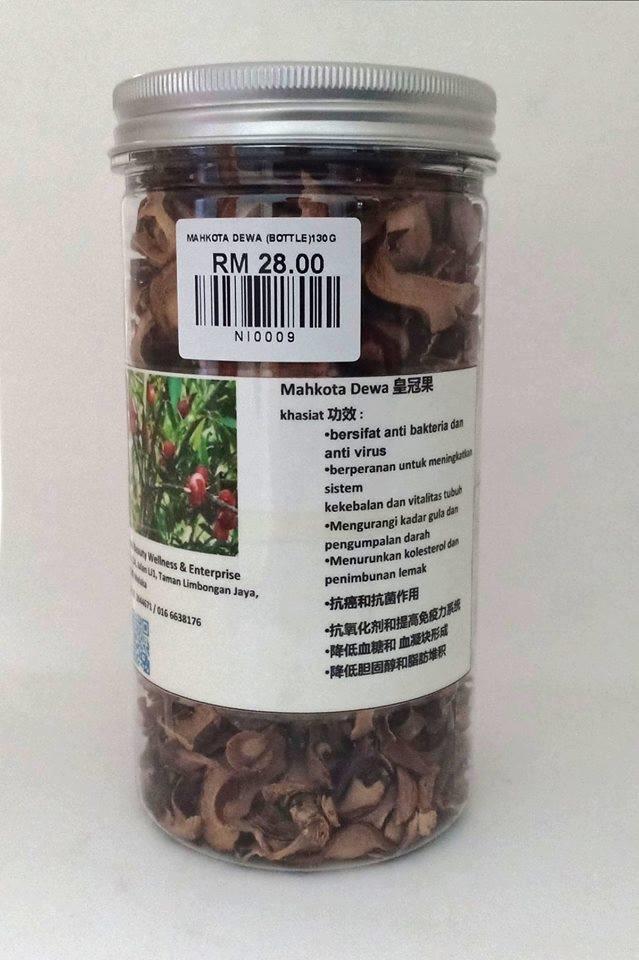 MAHKOTA DEWA (BOTTLE)130G
RM 28.00
NI0009
Mahkota Dewa 皇冠果
khasiat 功效 :
•bersifat anti bakteria dan
anti virus
•berperanan untuk meningkatkan
sistem
kekebalan dan vitalitas tubuh
•Mengurangi kadar gula dan
pengumpalan darah
•Menurunkan kolesterol dan
penimbunan lemak
•抗癌和抗菌作用
•抗氧化剂和提高免疫力系统
•降低血糖和 血凝块形成
•降低胆固醇和脂肪堆积
Wellness & Enterprise
Taman Limbongan Jaya,
/ 016 6638176